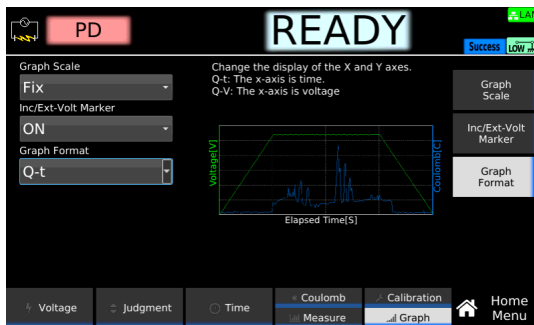 PD
READY
LAN
Success
LOW
Graph Scale
Fix
Inc/Ext-Volt Marker
ON
Graph Format
Q-t
Change the display of the X and Y axes.
Q-t: The x-axis is time.
Q-V: The x-axis is voltage
Voltage[V]
Coulomb[C]
Elapsed Time[S]
Graph
Scale
Inc/Ext-Volt
Marker
Graph
Format
Voltage
Judgment
Time
Coulomb
Measure
Calibration
Graph
Home
Menu